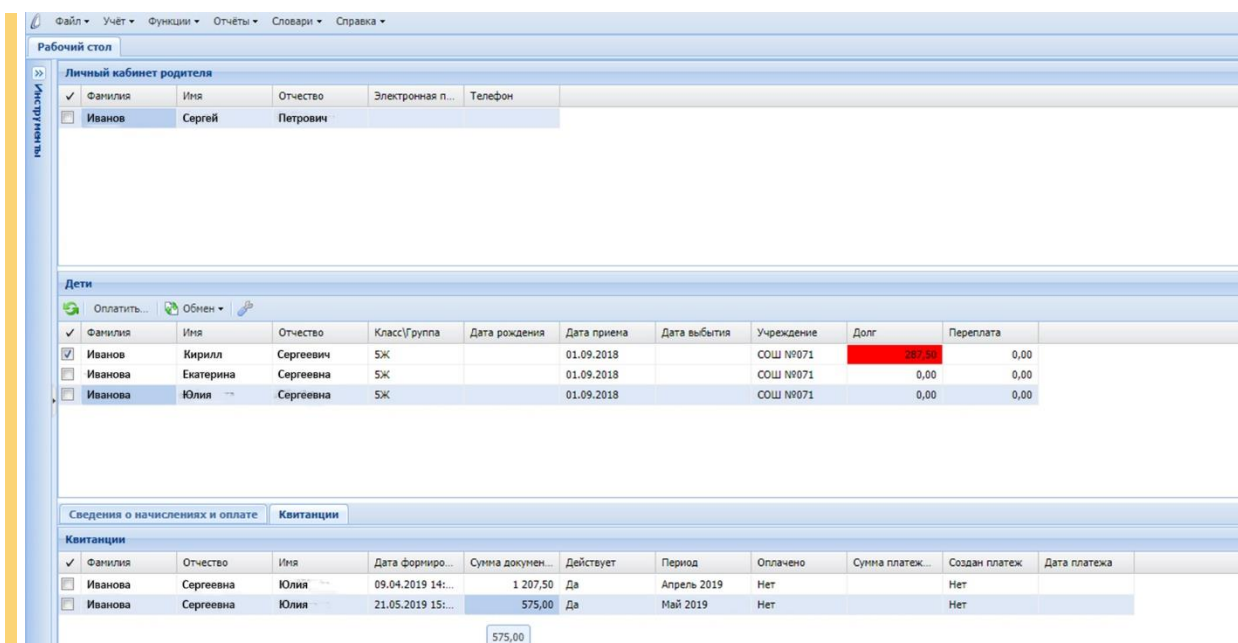 Файл Учёт Функции Отчёты Словари Справка
Рабочий стол
Инструменты
Личный кабинет родителя
Фамилия Имя Отчество Электронная п... Телефон
Иванов Сергей Петрович
Дети
Оплатить... Обмен
Фамилия Имя Отчество Класс\Группа Дата рождения Дата приема Дата выбытия Учреждение Долг Переплата
Иванов Кирилл Сергеевич 5Ж 01.09.2018 СОШ №071 287,50 0,00
Иванова Екатерина Сергеевна 5Ж 01.09.2018 СОШ №071 0,00 0,00
Иванова Юлия Сергеевна 5Ж 01.09.2018 СОШ №071 0,00 0,00
Сведения о начислениях и оплате Квитанции
Квитанции
Фамилия Отчество Имя Дата формиро... Сумма докумен... Действует Период Оплачено Сумма платеж... Создан платеж Дата платежа
Иванова Сергеевна Юлия 09.04.2019 14:... 1 207,50 Да Апрель 2019 Нет Нет
Иванова Сергеевна Юлия 21.05.2019 15:... 575,00 Да Май 2019 Нет Нет
575,00